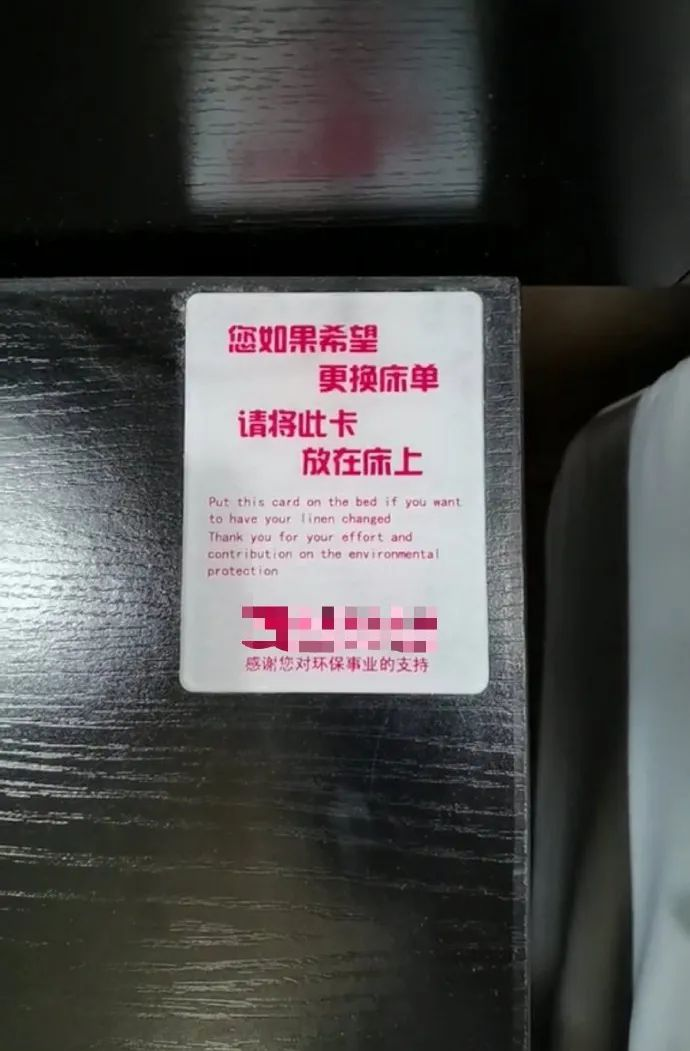 您如果希望
更换床单
请将此卡
放在床上
Put this card on the bed if you want
to have your linen changed
Thank you for your effort and
contribution on the environmental
protection
感谢您对环保事业的支持